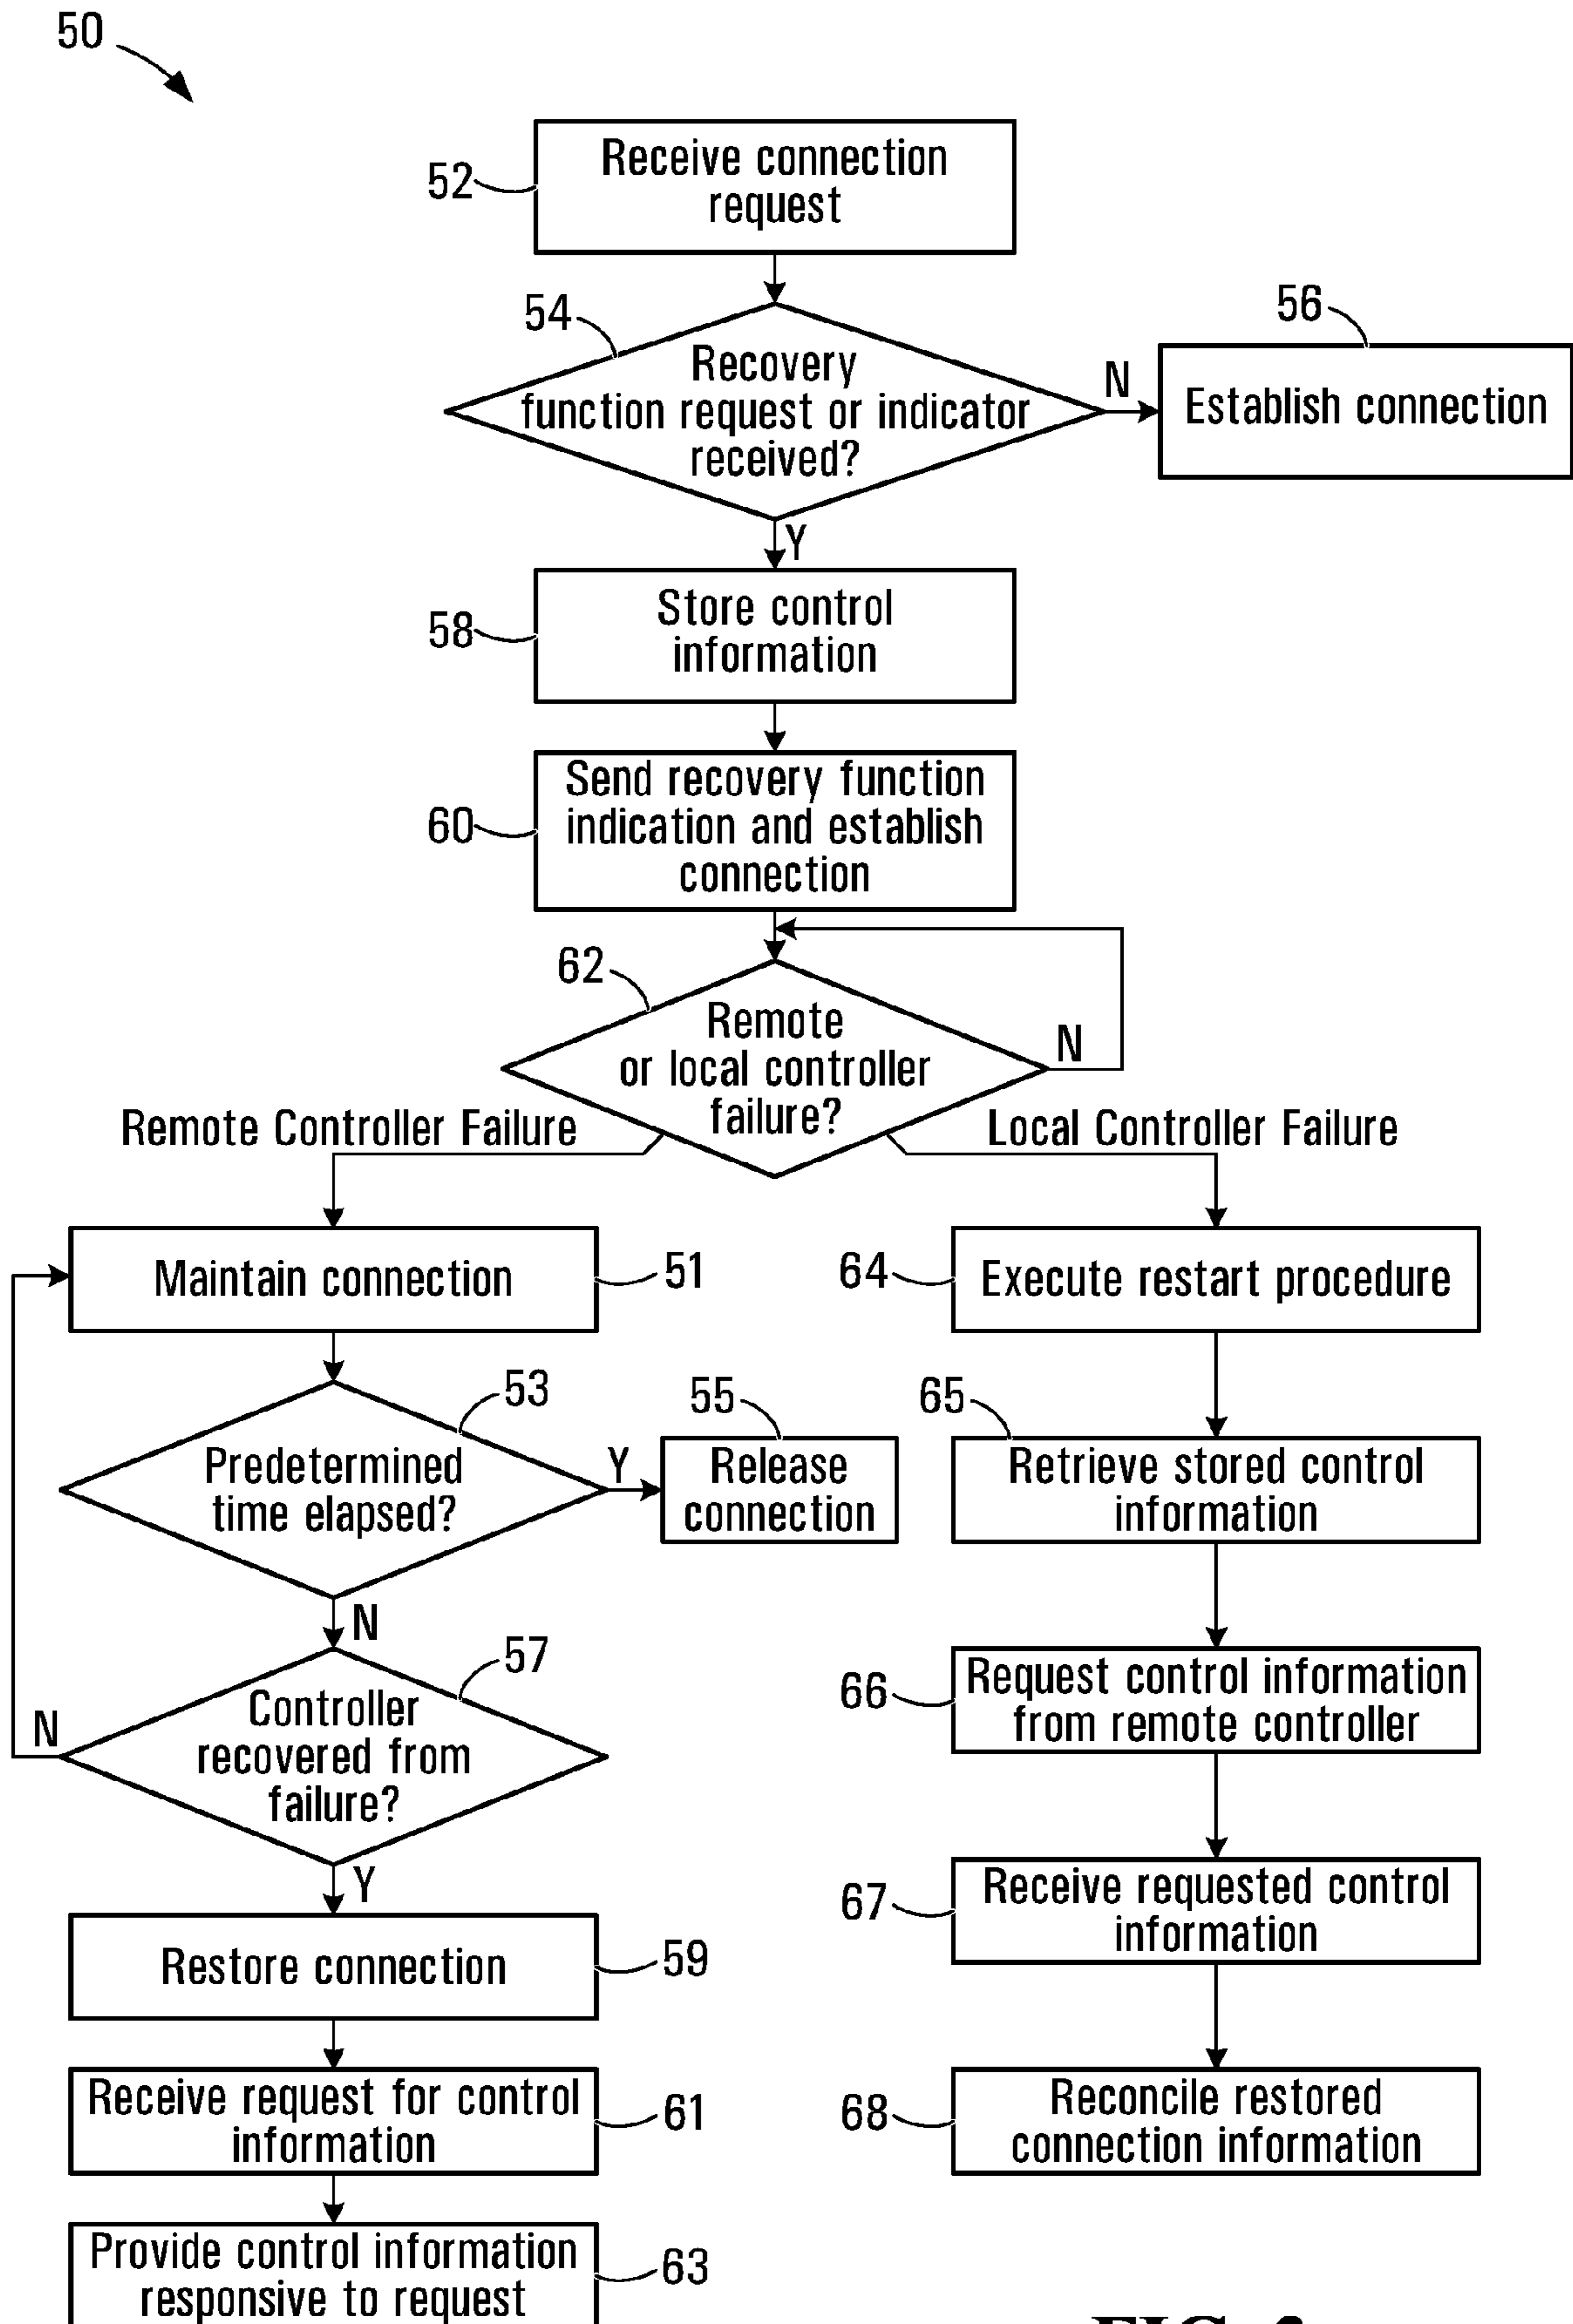 50
52
Receive connection
request
54
Recovery
function request or indicator
received?
N
56
Establish connection
Y
58
Store control
information
60
Send recovery function
indication and establish
connection
62
Remote
or local controller
failure?
N
Remote Controller Failure
Local Controller Failure
Maintain connection
51
64
Execute restart procedure
53
Predetermined
time elapsed?
Y
55
Release
connection
65
Retrieve stored control
information
N
57
Controller
recovered from
failure?
N
66
Request control information
from remote controller
Y
67
Receive requested control
information
Restore connection
59
Receive request for control
information
61
68
Reconcile restored
connection information
Provide control information
responsive to request
63